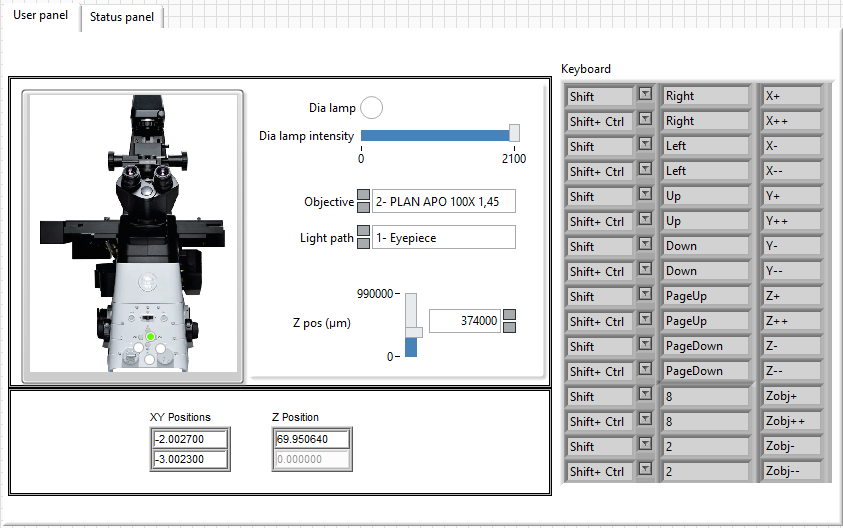 User panel
Status panel
Keyboard
Dia lamp
Dia lamp intensity
0
2100
Objective
2- PLAN APO 100X 1,45
Light path
1- Eyepiece
Z pos (µm)
990000
0
374000
XY Positions
-2.002700
-3.002300
Z Position
69.950640
0.000000
Shift Right X+
Shift+ Ctrl Right X++
Shift Left X-
Shift+ Ctrl Left X--
Shift Up Y+
Shift+ Ctrl Up Y++
Shift Down Y-
Shift+ Ctrl Down Y--
Shift PageUp Z+
Shift+ Ctrl PageUp Z++
Shift PageDown Z-
Shift+ Ctrl PageDown Z--
Shift 8 Zobj+
Shift+ Ctrl 8 Zobj++
Shift 2 Zobj-
Shift+ Ctrl 2 Zobj--